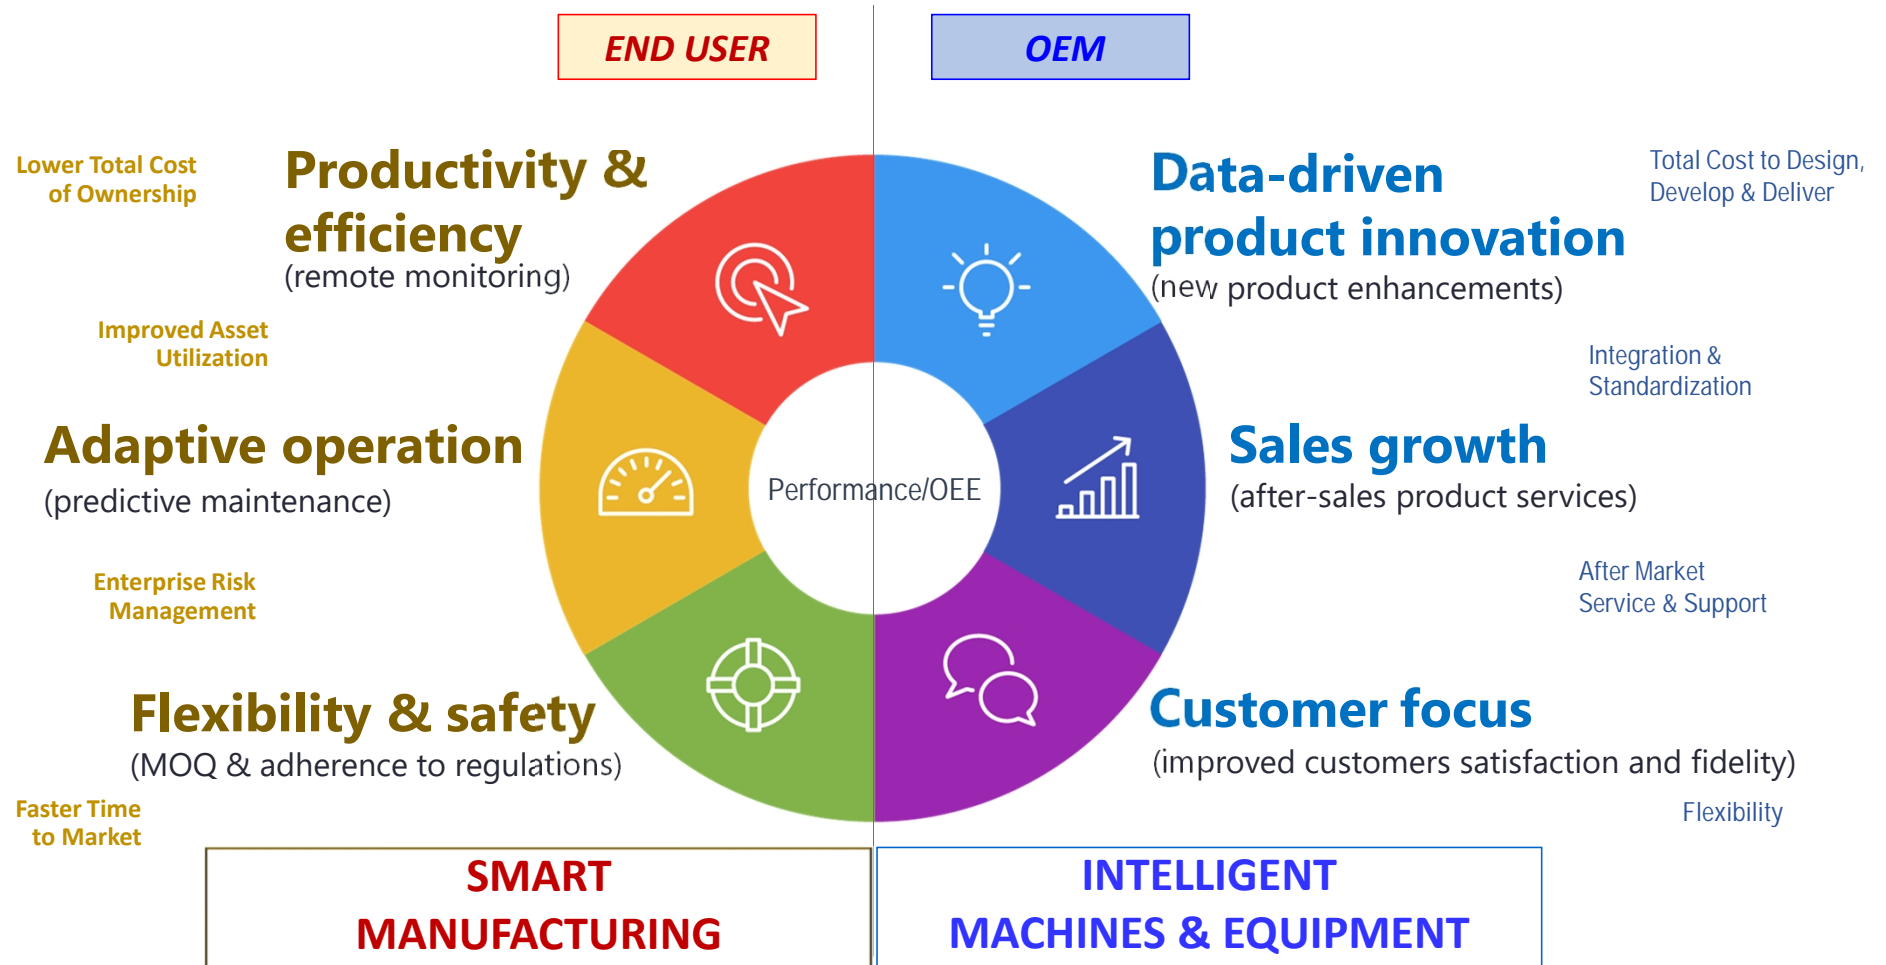 END USER
OEM
Lower Total Cost
of Ownership
Productivity &
efficiency
(remote monitoring)
Improved Asset
Utilization
Adaptive operation
(predictive maintenance)
Enterprise Risk
Management
Flexibility & safety
(MOQ & adherence to regulations)
Faster Time
to Market
Performance/OEE
Data-driven
product innovation
(new product enhancements)
Total Cost to Design,
Develop & Deliver
Integration &
Standardization
Sales growth
(after-sales product services)
After Market
Service & Support
Customer focus
(improved customers satisfaction and fidelity)
Flexibility
SMART
MANUFACTURING
INTELLIGENT
MACHINES & EQUIPMENT